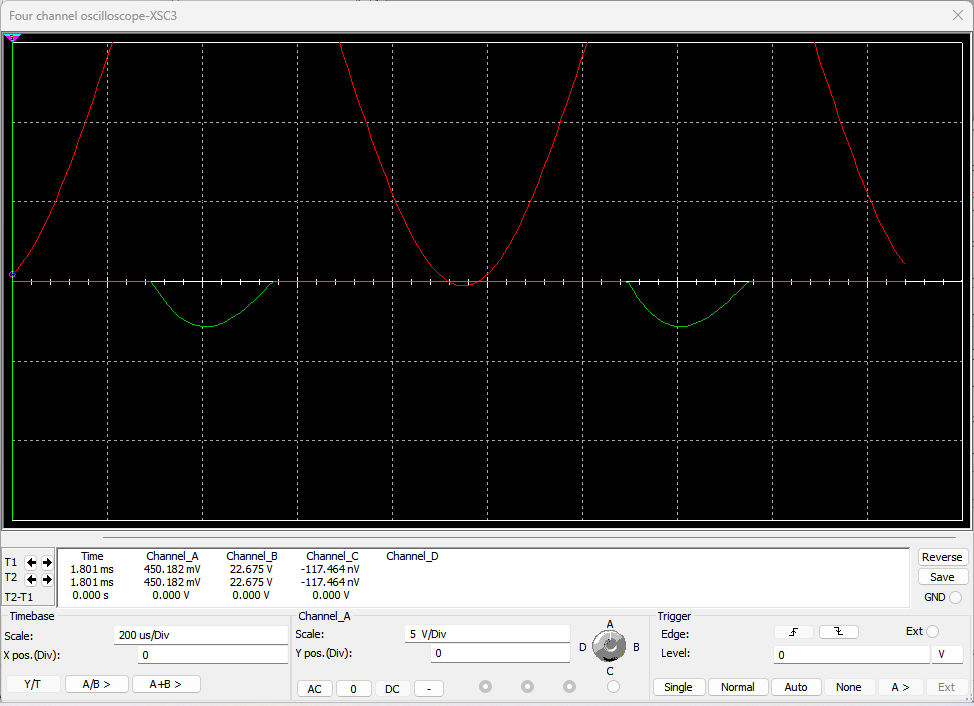 Four channel oscilloscope-XSC3
Time Channel_A Channel_B Channel_C Channel_D
T1 1.801 ms 450.182 mV 22.675 V -117.464 nV
T2 1.801 ms 450.182 mV 22.675 V -117.464 nV
T2-T1 0.000 s 0.000 V 0.000 V 0.000 V
Reverse
Save
GND
Timebase
Scale: 200 us/Div
X pos.(Div): 0
Y/T A/B > A+B >
Channel_A
Scale: 5 V/Div
Y pos.(Div): 0
AC 0 DC -
A
D B
C
Trigger
Edge: Ext
Level: 0 V
Single Normal Auto None A > Ext